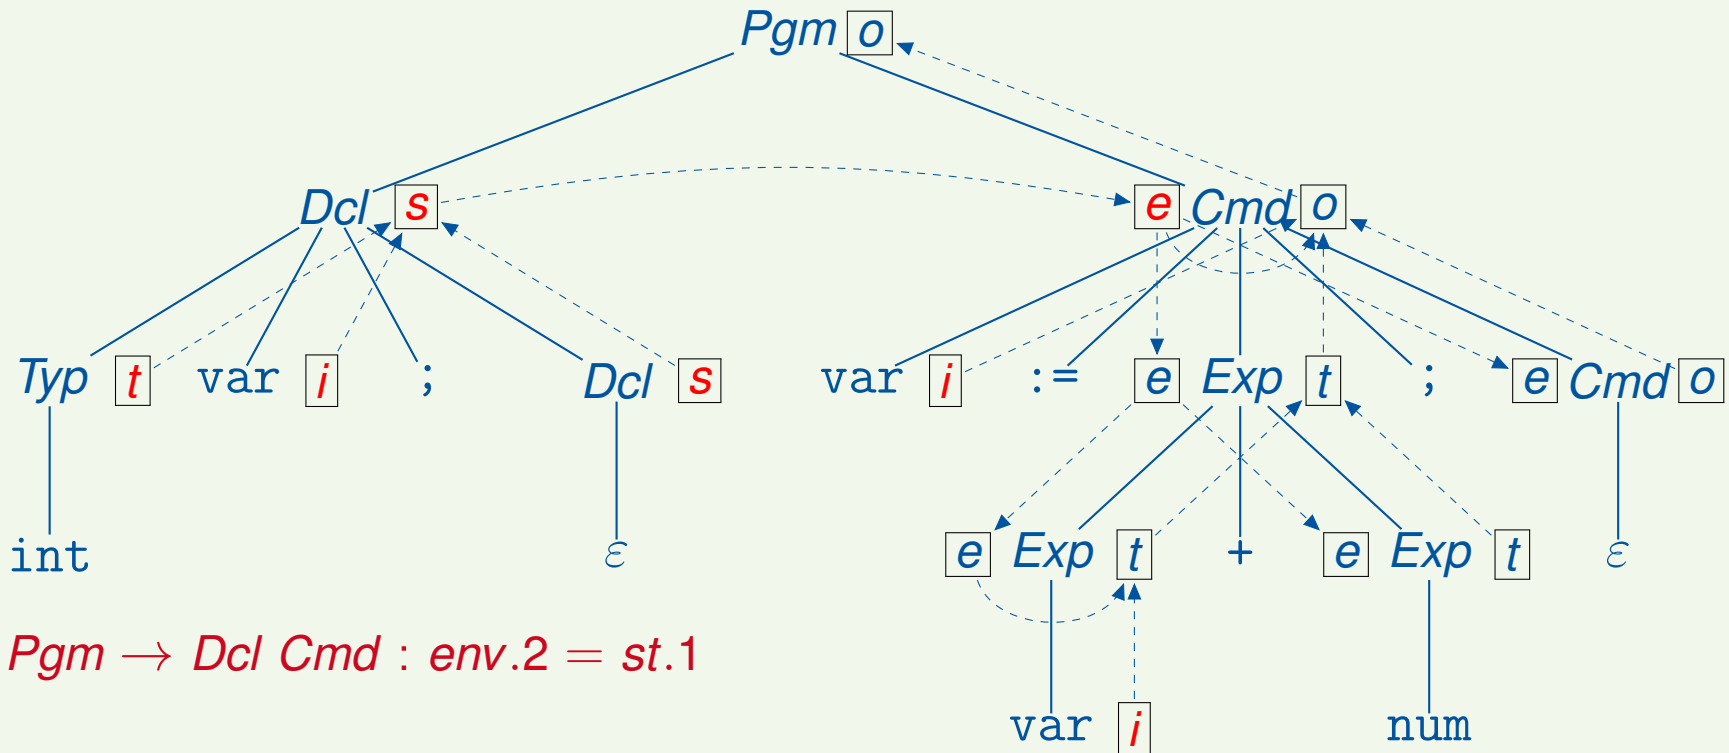 Pgm o
Dcl s e Cmd o
Typ t var i ; Dcl s var i := e Exp t ; e Cmd o
int ε e Exp t + e Exp t ε
Pgm → Dcl Cmd : env.2 = st.1
var i num